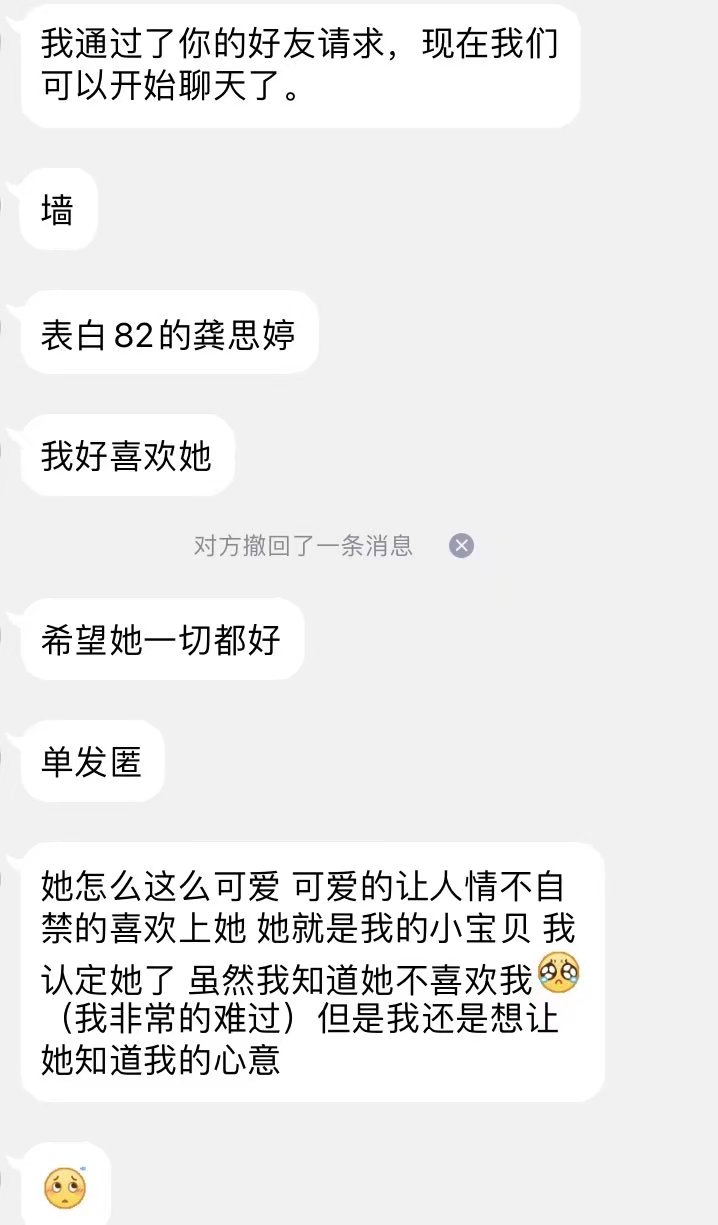 我通过了你的好友请求，现在我们
可以开始聊天了。
墙
表白82的龚思婷
我好喜欢她
对方撤回了一条消息
希望她一切都好
单发匿
她怎么这么可爱 可爱的让人情不自
禁的喜欢上她 她就是我的小宝贝 我
认定她了 虽然我知道她不喜欢我🥹
（我非常的难过）但是我还是想让
她知道我的心意